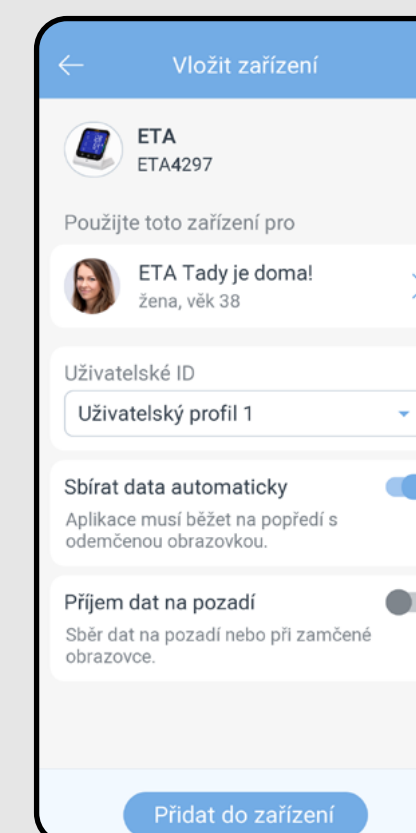 Vložit zařízení
ETA
ETA4297
Použijte toto zařízení pro
ETA Tady je doma!
žena, věk 38
Uživatelské ID
Uživatelský profil 1
Sbírat data automaticky
Aplikace musí běžet na popředí s
odemčenou obrazovkou.
Příjem dat na pozadí
Sběr dat na pozadí nebo při zamčené
obrazovce.
Přidat do zařízení